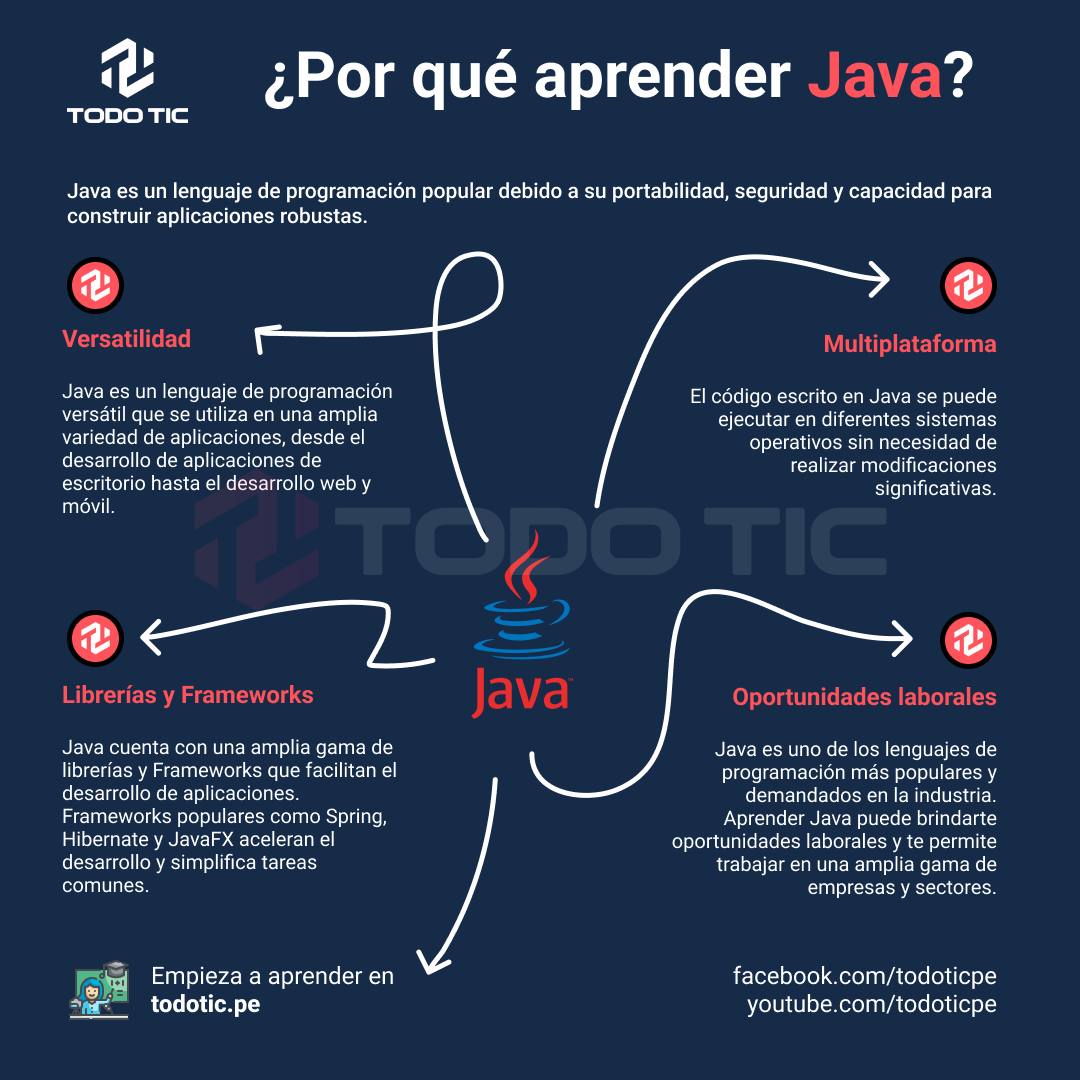 TODO TIC
¿Por qué aprender Java?
Java es un lenguaje de programación popular debido a su portabilidad, seguridad y capacidad para
construir aplicaciones robustas.
Versatilidad
Java es un lenguaje de programación
versátil que se utiliza en una amplia
variedad de aplicaciones, desde el
desarrollo de aplicaciones de
escritorio hasta el desarrollo web y
móvil.
Multiplataforma
El código escrito en Java se puede
ejecutar en diferentes sistemas
operativos sin necesidad de
realizar modificaciones
significativas.
TODO TIC
Java™
Librerías y Frameworks
Java cuenta con una amplia gama de
librerías y Frameworks que facilitan el
desarrollo de aplicaciones.
Frameworks populares como Spring,
Hibernate y JavaFX aceleran el
desarrollo y simplifica tareas
comunes.
Oportunidades laborales
Java es uno de los lenguajes de
programación más populares y
demandados en la industria.
Aprender Java puede brindarte
oportunidades laborales y te permite
trabajar en una amplia gama de
empresas y sectores.
Empieza a aprender en
todotic.pe
facebook.com/todoticpe
youtube.com/todoticpe